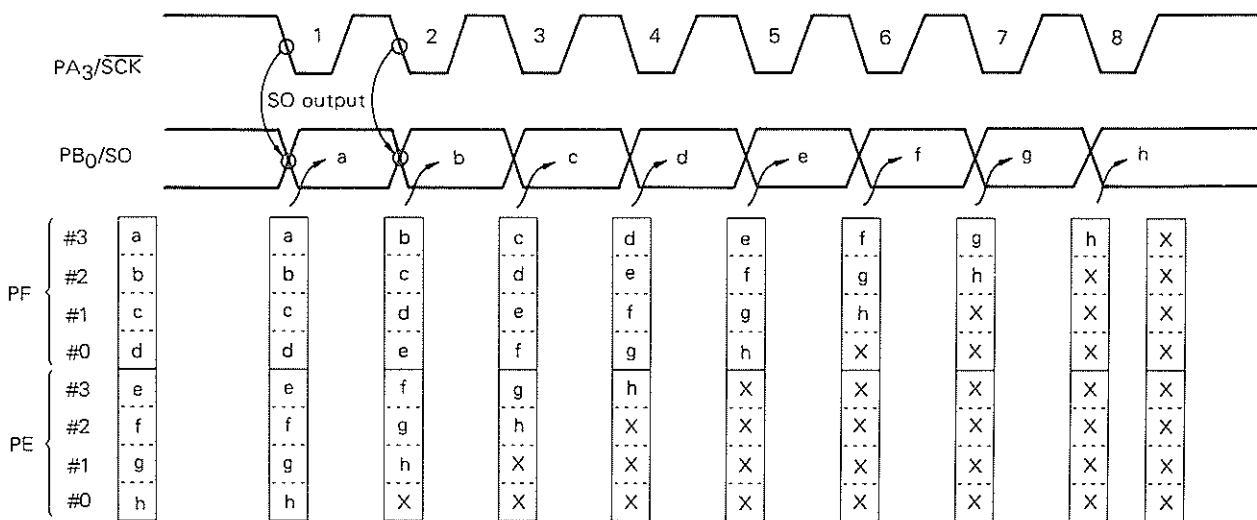 1 2 3 4 5 6 7 8
PA3/SCK
SO output
PB0/SO a b c d e f g h
#3 a a b c d e f g h X
#2 b b c d e f g h X X
PF #1 c c d e f g h X X X
#0 d d e f g h X X X X
#3 e e f g h X X X X X
#2 f f g h X X X X X X
PE #1 g g h X X X X X X X
#0 h h X X X X X X X X